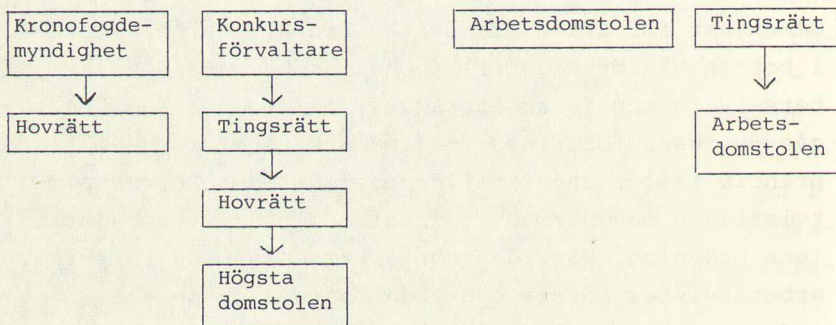 Kronofogde-
myndighet
Hovrätt
Konkurs-
förvaltare
Tingsrätt
Hovrätt
Högsta
domstolen
Arbetsdomstolen
Tingsrätt
Arbets-
domstolen